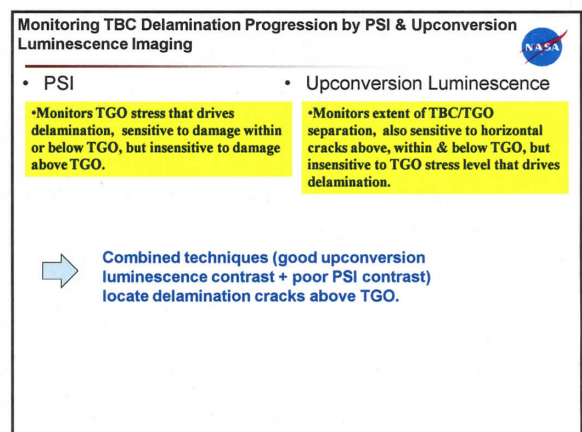 Monitoring TBC Delamination Progression by PSI & Upconversion
Luminescence Imaging
NASA
• PSI
•Monitors TGO stress that drives
delamination, sensitive to damage within
or below TGO, but insensitive to damage
above TGO.
• Upconversion Luminescence
•Monitors extent of TBC/TGO
separation, also sensitive to horizontal
cracks above, within & below TGO, but
insensitive to TGO stress level that drives
delamination.
Combined techniques (good upconversion
luminescence contrast + poor PSI contrast)
locate delamination cracks above TGO.